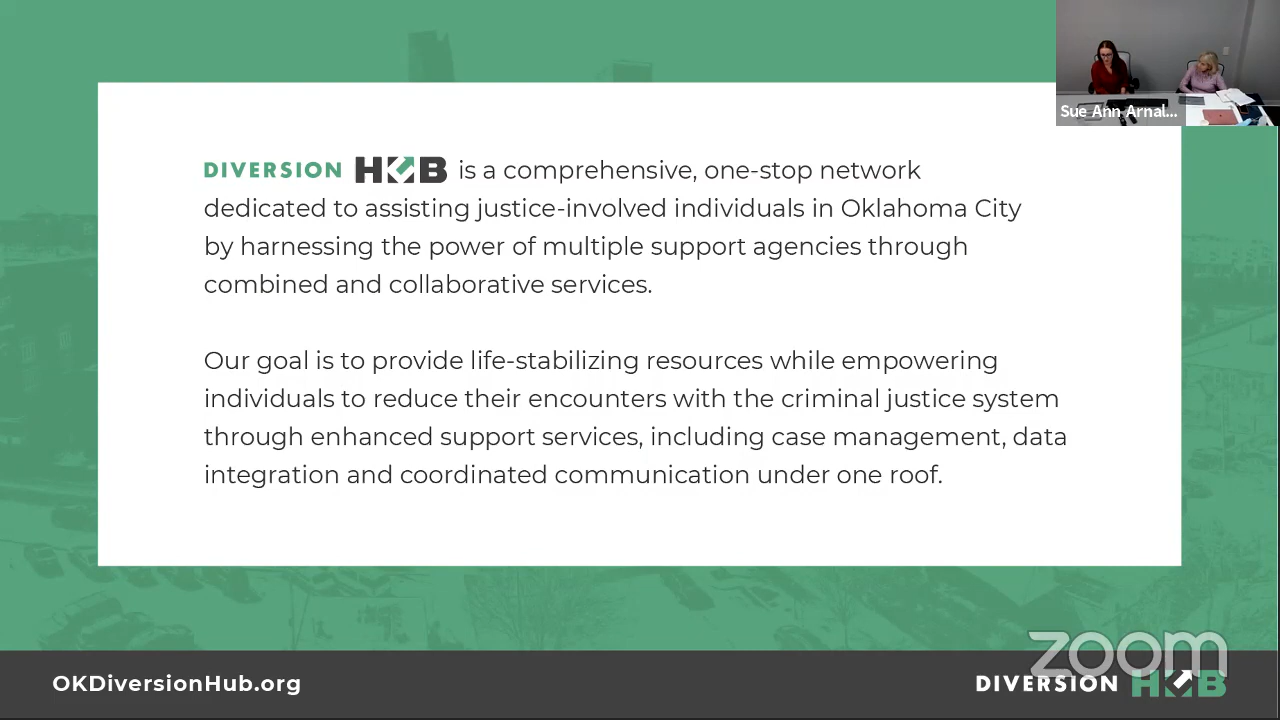 Sue Ann Arnal...
DIVERSION HUB is a comprehensive, one-stop network
dedicated to assisting justice-involved individuals in Oklahoma City
by harnessing the power of multiple support agencies through
combined and collaborative services.
Our goal is to provide life-stabilizing resources while empowering
individuals to reduce their encounters with the criminal justice system
through enhanced support services, including case management, data
integration and coordinated communication under one roof.
zoom
OKDiversionHub.org
DIVERSION HUB